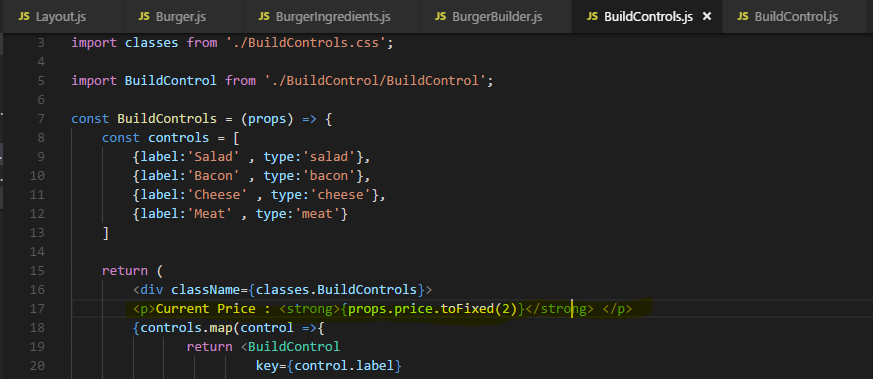 JS Layout.js JS Burger.js JS BurgerIngredients.js JS BurgerBuilder.js JS BuildControls.js × JS BuildControl.js
3 import classes from './BuildControls.css';
4
5 import BuildControl from './BuildControl/BuildControl';
6
7 const BuildControls = (props) => {
8 const controls = [
9 {label:'Salad' , type:'salad'},
10 {label:'Bacon' , type:'bacon'},
11 {label:'Cheese' , type:'cheese'},
12 {label:'Meat' , type:'meat'}
13 ]
14
15 return (
16 <div className={classes.BuildControls}>
17 <p>Current Price : <strong>{props.price.toFixed(2)}</strong> </p>
18 {controls.map(control =>{
19 return <BuildControl
20 key={control.label}